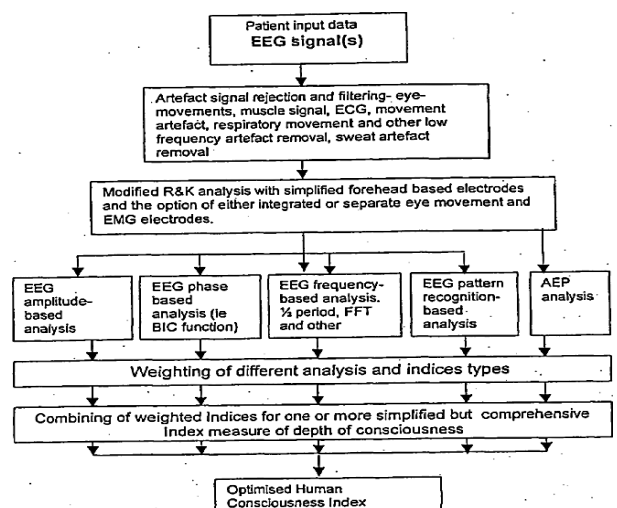 Patient input data
EEG signal(s)
Artefact signal rejection and filtering- eye-
movements, muscle signal, ECG, movement
artefact, respiratory movement and other low
frequency artefact removal, sweat artefact
removal
Modified R&K analysis with simplified forehead based electrodes
and the option of either integrated or separate eye movement and
EMG electrodes.
EEG
amplitude-
based
analysis
EEG phase
based
analysis (ie
BIC function)
EEG frequency-
based analysis.
½ period, FFT
and other
EEG pattern
recognition-
based
analysis
AEP
analysis
Weighting of different analysis and indices types
Combining of weighted Indices for one or more simplified but comprehensive
Index measure of depth of consciousness
Optimised Human
Consciousness Index